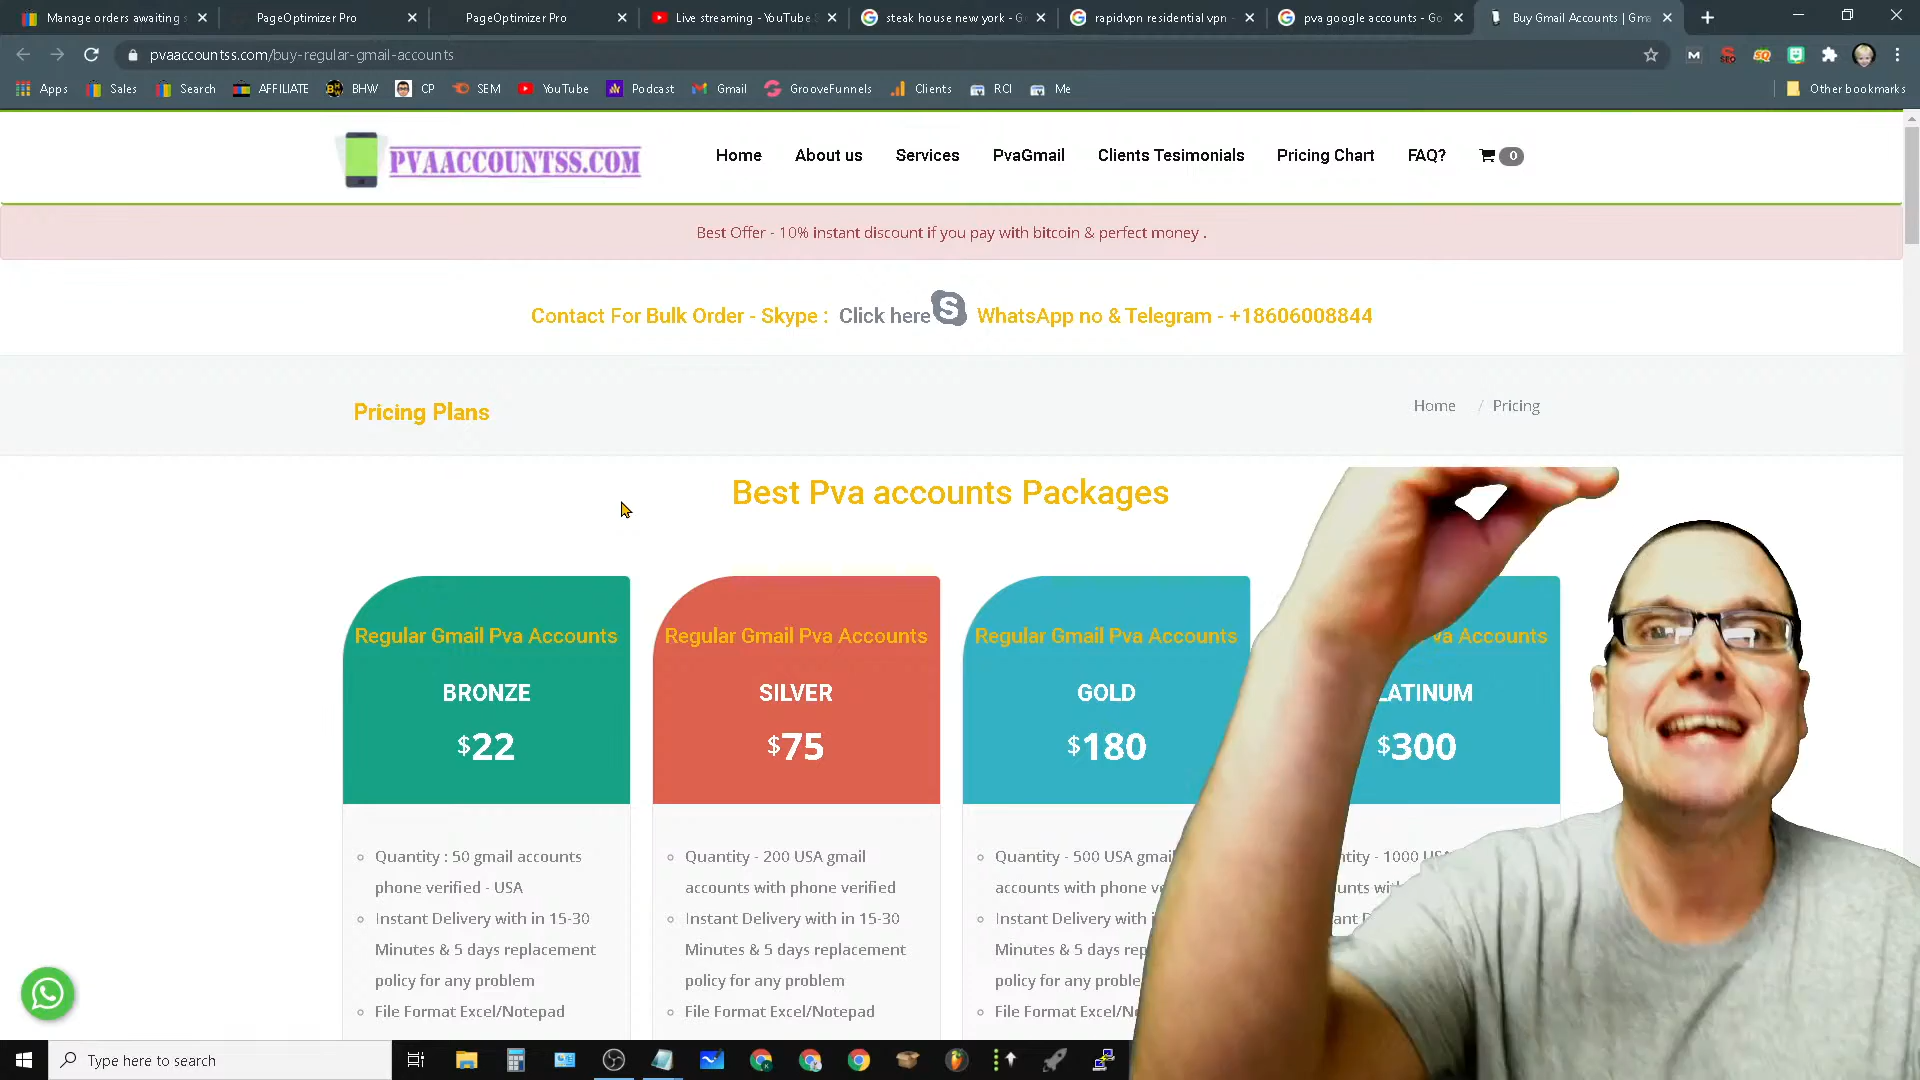 Manage orders awaiting s
PageOptimizer Pro
PageOptimizer Pro
Live streaming - YouTube
steak house new york - G
rapidvpn residential vpn -
pva google accounts - Go
Buy Gmail Accounts | Gma
pvaaccountss.com/buy-regular-gmail-accounts
Apps
Sales
Search
AFFILIATE
BHW
CP
SEM
YouTube
Podcast
Gmail
GrooveFunnels
Clients
RCI
Me
Other bookmarks
PVAACCOUNTSS.COM
Home
About us
Services
PvaGmail
Clients Tesimonials
Pricing Chart
FAQ?
0
Best Offer - 10% instant discount if you pay with bitcoin & perfect money .
Contact For Bulk Order - Skype : Click here WhatsApp no & Telegram - +18606008844
Pricing Plans
Home / Pricing
Best Pva accounts Packages
Regular Gmail Pva Accounts
BRONZE
$22
Quantity : 50 gmail accounts
phone verified - USA
Instant Delivery with in 15-30
Minutes & 5 days replacement
policy for any problem
File Format Excel/Notepad
Regular Gmail Pva Accounts
SILVER
$75
Quantity - 200 USA gmail
accounts with phone verified
Instant Delivery with in 15-30
Minutes & 5 days replacement
policy for any problem
File Format Excel/Notepad
Regular Gmail Pva Accounts
GOLD
$180
Quantity - 500 USA gmai
accounts with phone ve
Instant Delivery with i
Minutes & 5 days rep
policy for any proble
File Format Excel/N
va Accounts
LATINUM
$300
ntity - 1000 US
unts wi
ant D
Type here to search